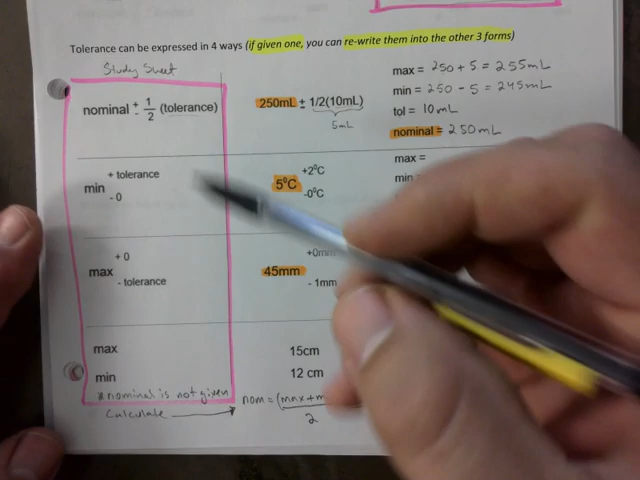 Tolerance can be expressed in 4 ways (if given one, you can re-write them into the other 3 forms)
Study Sheet
nominal ± 1/2 (tolerance)
250mL ± 1/2(10mL)
5mL
max = 250 + 5 = 255mL
min = 250 - 5 = 245mL
tol = 10mL
nominal = 250mL
min + tolerance
- 0
5°C +2°C
-0°C
max =
min
max + 0
- tolerance
45mm +0mm
- 1mm
max
15cm
min
12 cm
* nominal is not given
Calculate
nom = (max + m
2